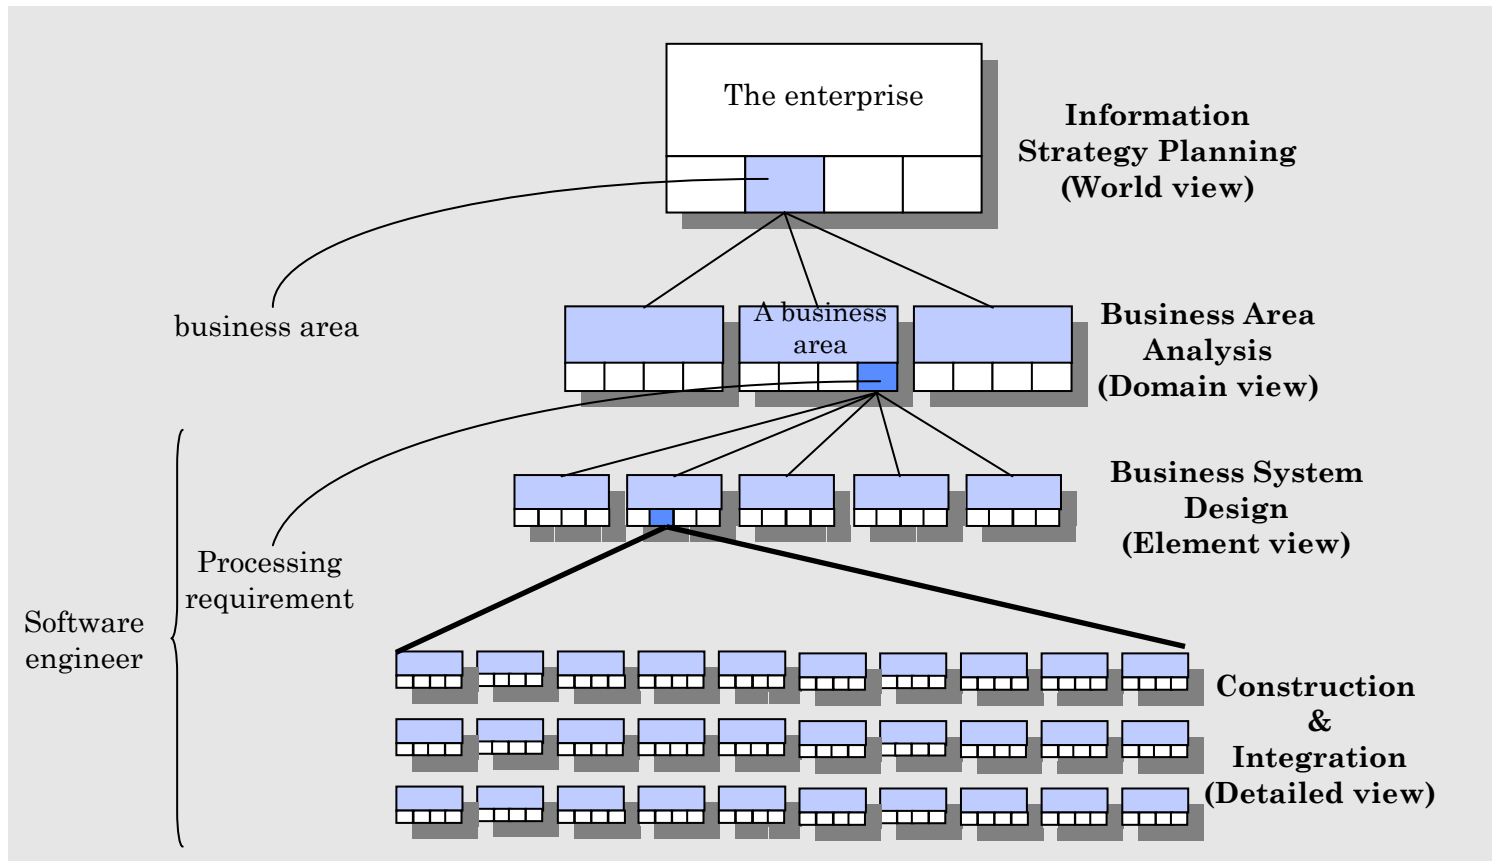 The enterprise
Information
Strategy Planning
(World view)
business area
A business
area
Business Area
Analysis
(Domain view)
Business System
Design
(Element view)
Processing
requirement
Software
engineer
Construction
&
Integration
(Detailed view)